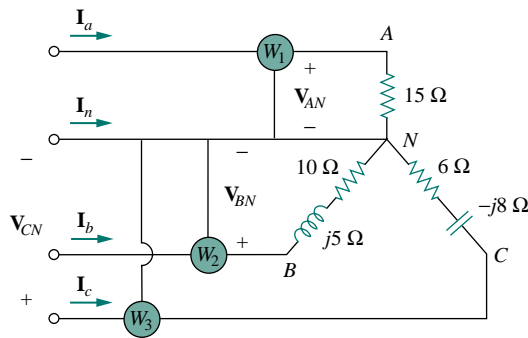 I_a
W_1
A
+
V_AN
15 Ω
I_n
–
N
–
–
10 Ω
6 Ω
V_BN
–j8 Ω
V_CN
I_b
+
j5 Ω
W_2
B
C
+
I_c
W_3